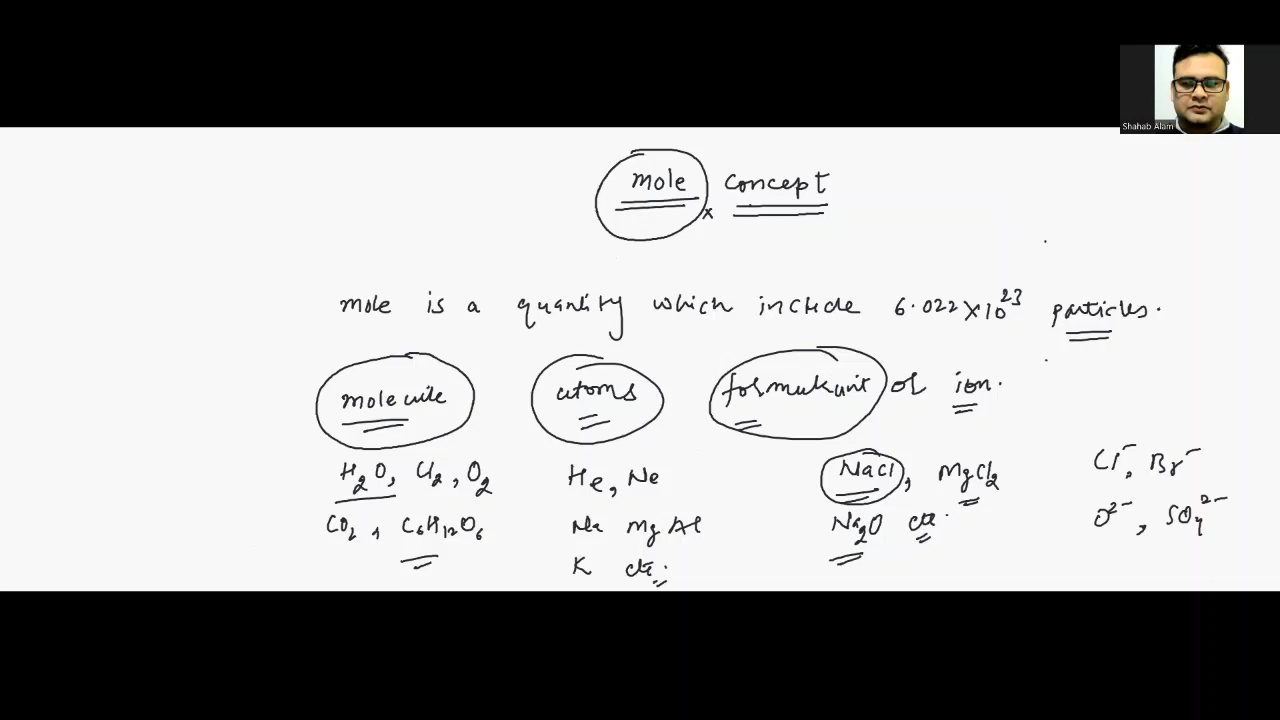 Shahab Alam
mole concept
mole is a quantity which include 6.022×10²³ particles.
molecule atoms formula unit or ion.
H₂O, Cl₂, O₂ He, Ne NaCl, MgCl₂ Cl⁻, Br⁻
CO₂, C₆H₁₂O₆ Na Mg Al Na₂O etc. O²⁻, SO₄²⁻
K etc.